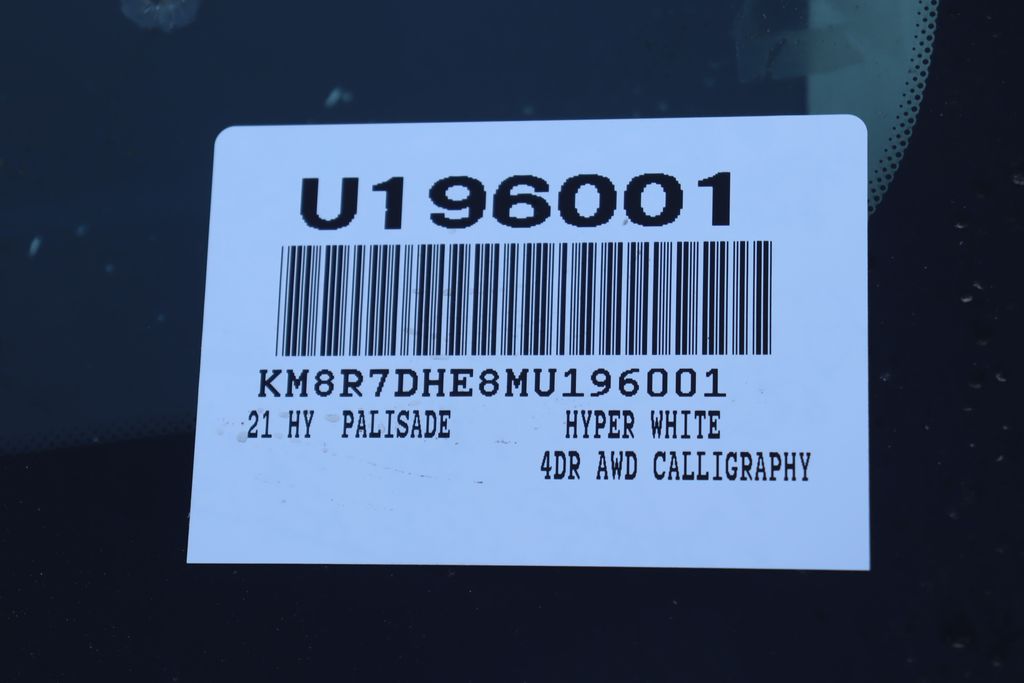 U196001
KM8R7DHE8MU196001
21 HY PALISADE HYPER WHITE
4DR AWD CALLIGRAPHY